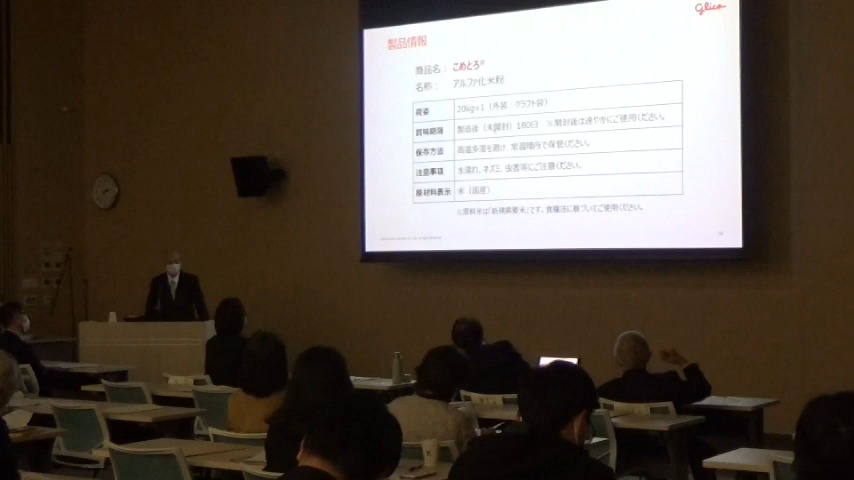 glico
製品情報
商品名： こめとろ®
名称： アルファ化米粉
荷姿 20kg×1（外装：クラフト袋）
賞味期限 製造後（未開封）180日 ※開封後は速やかにご使用ください。
保存方法 高温多湿を避け、常温暗所で保管ください。
注意事項 水濡れ、ネズミ、虫害等にご注意ください。
原材料表示 米（国産）
※原料米は「新規需要米」です。食糧法に基づいてご使用ください。